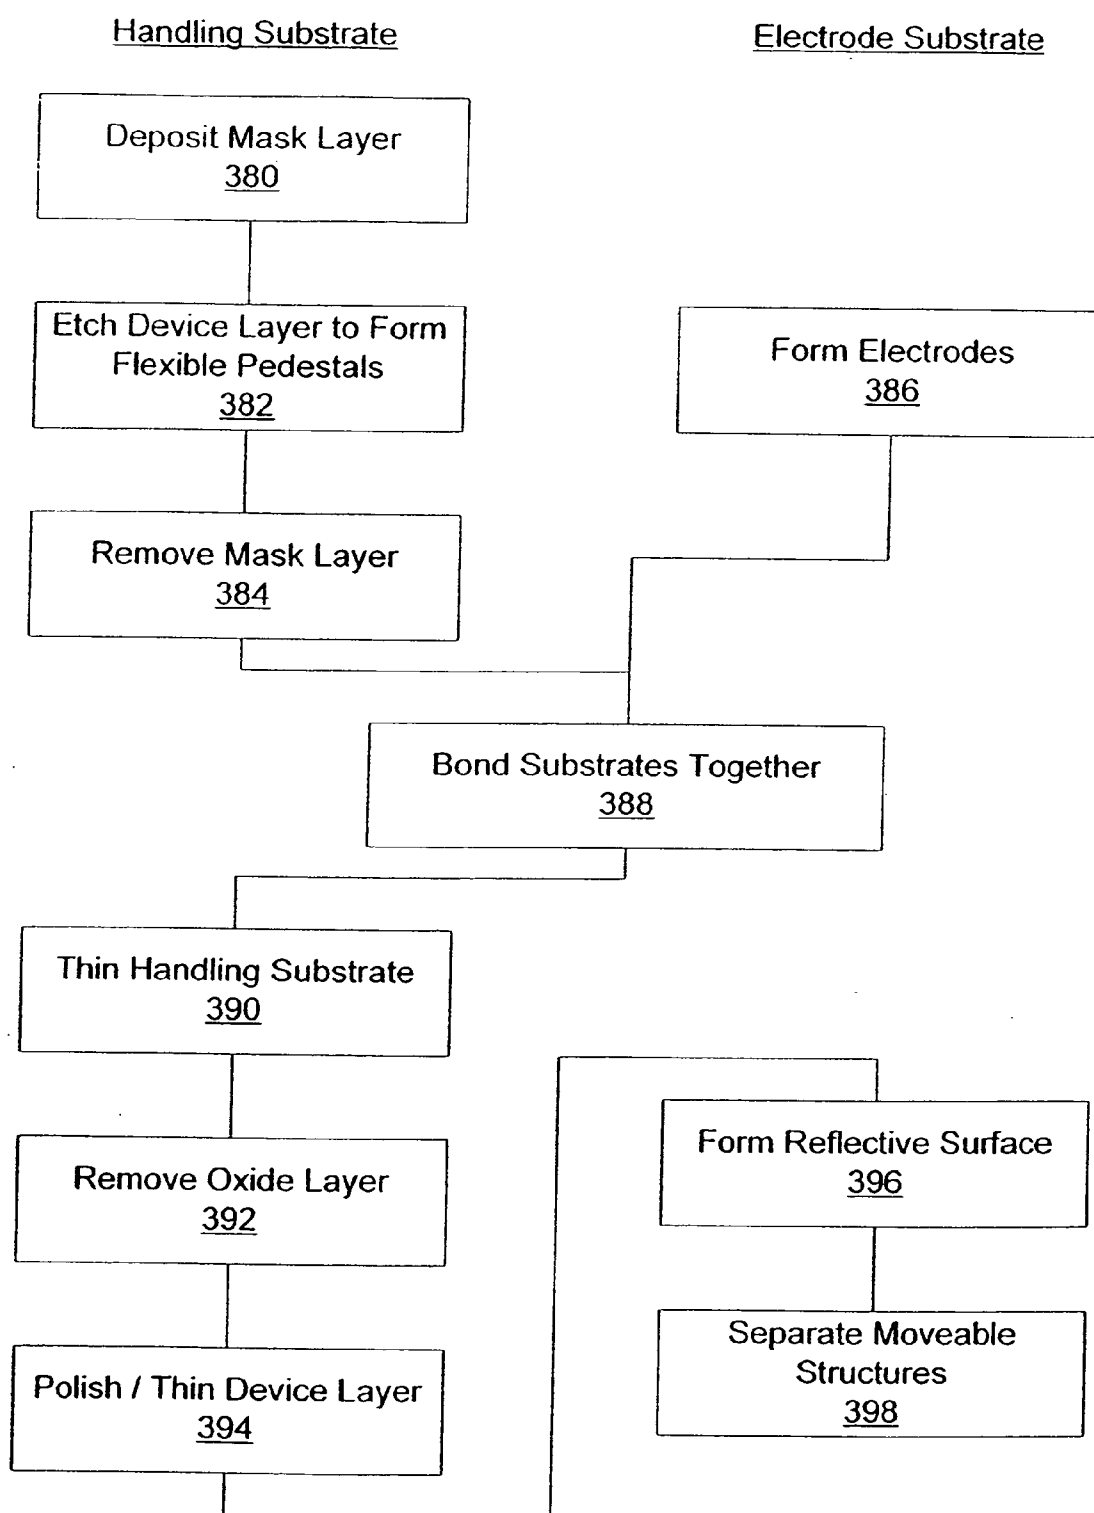 Handling Substrate
Electrode Substrate
Deposit Mask Layer
380
Etch Device Layer to Form
Flexible Pedestals
382
Form Electrodes
386
Remove Mask Layer
384
Bond Substrates Together
388
Thin Handling Substrate
390
Remove Oxide Layer
392
Polish / Thin Device Layer
394
Form Reflective Surface
396
Separate Moveable
Structures
398